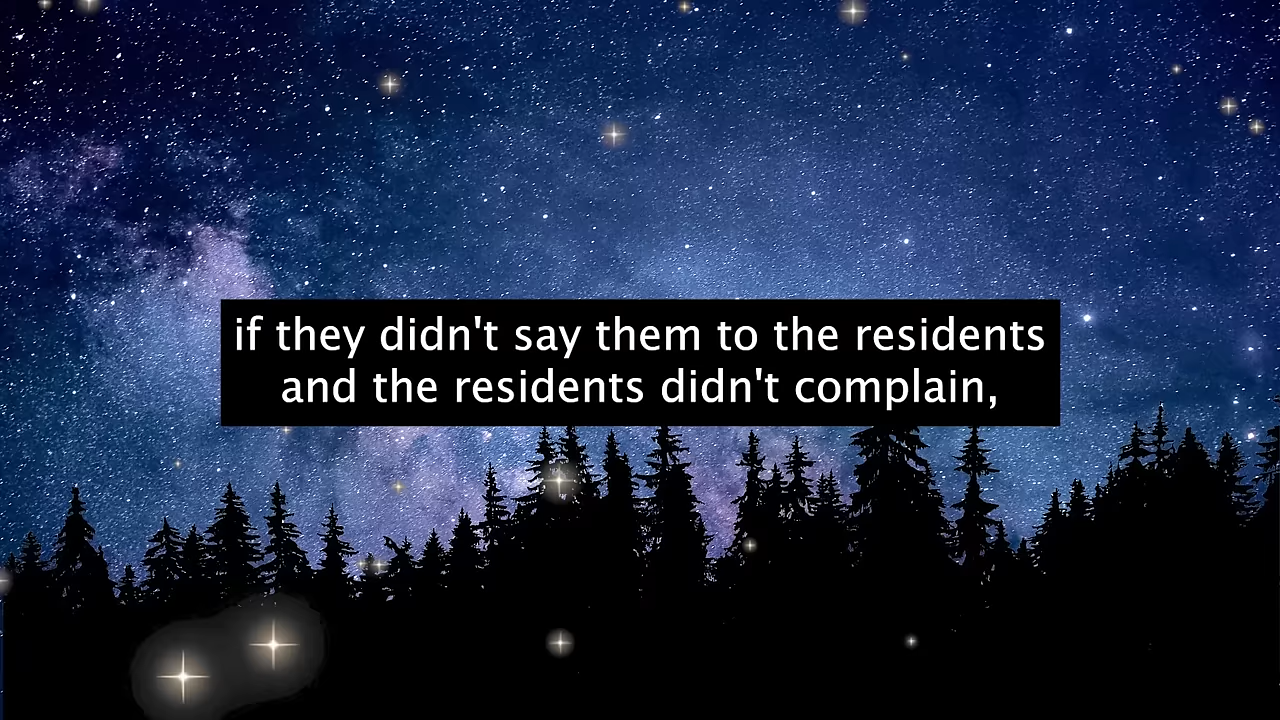 if they didn't say them to the residents
and the residents didn't complain,